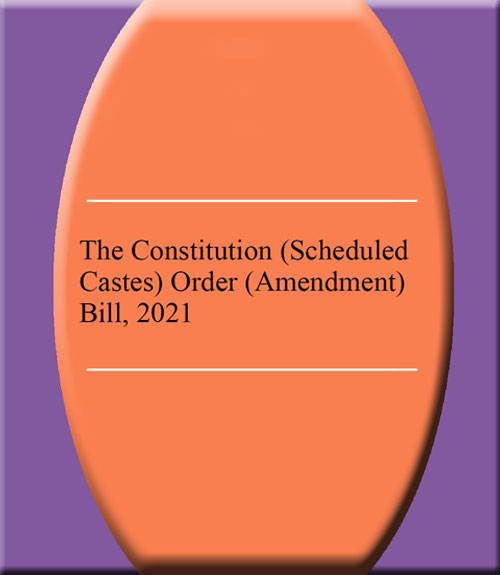 The Constitution (Scheduled
Castes) Order (Amendment)
Bill, 2021